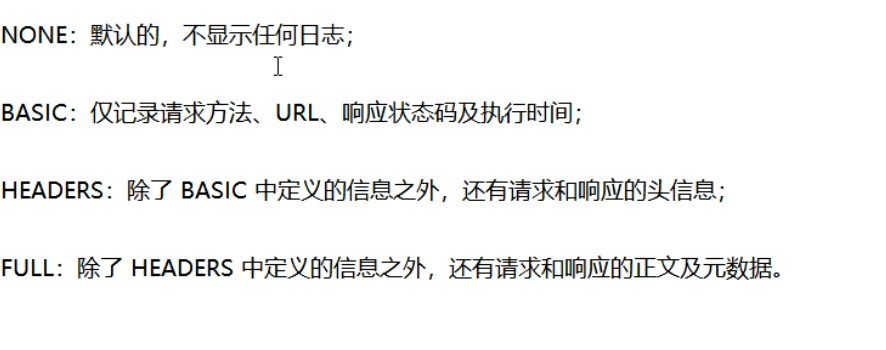 NONE：默认的，不显示任何日志；
BASIC：仅记录请求方法、URL、响应状态码及执行时间；
HEADERS：除了 BASIC 中定义的信息之外，还有请求和响应的头信息；
FULL：除了 HEADERS 中定义的信息之外，还有请求和响应的正文及元数据。